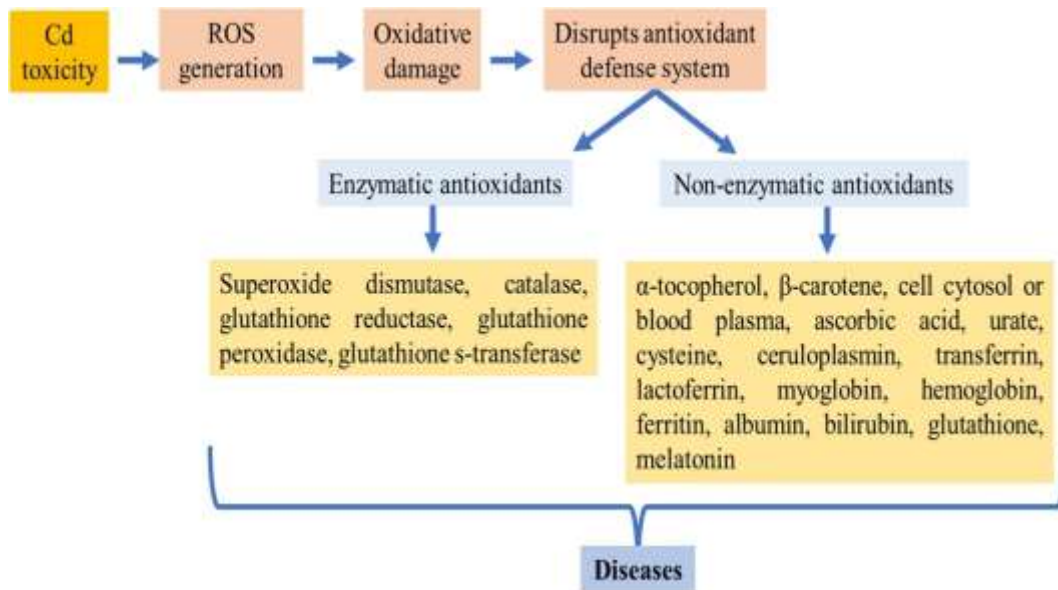 Cd
toxicity
ROS
generation
Oxidative
damage
Disrupts antioxidant
defense system
Enzymatic antioxidants
Non-enzymatic antioxidants
Superoxide dismutase, catalase,
glutathione reductase, glutathione
peroxidase, glutathione s-transferase
α-tocopherol, β-carotene, cell cytosol or
blood plasma, ascorbic acid, urate,
cysteine, ceruloplasmin, transferrin,
lactoferrin, myoglobin, hemoglobin,
ferritin, albumin, bilirubin, glutathione,
melatonin
Diseases